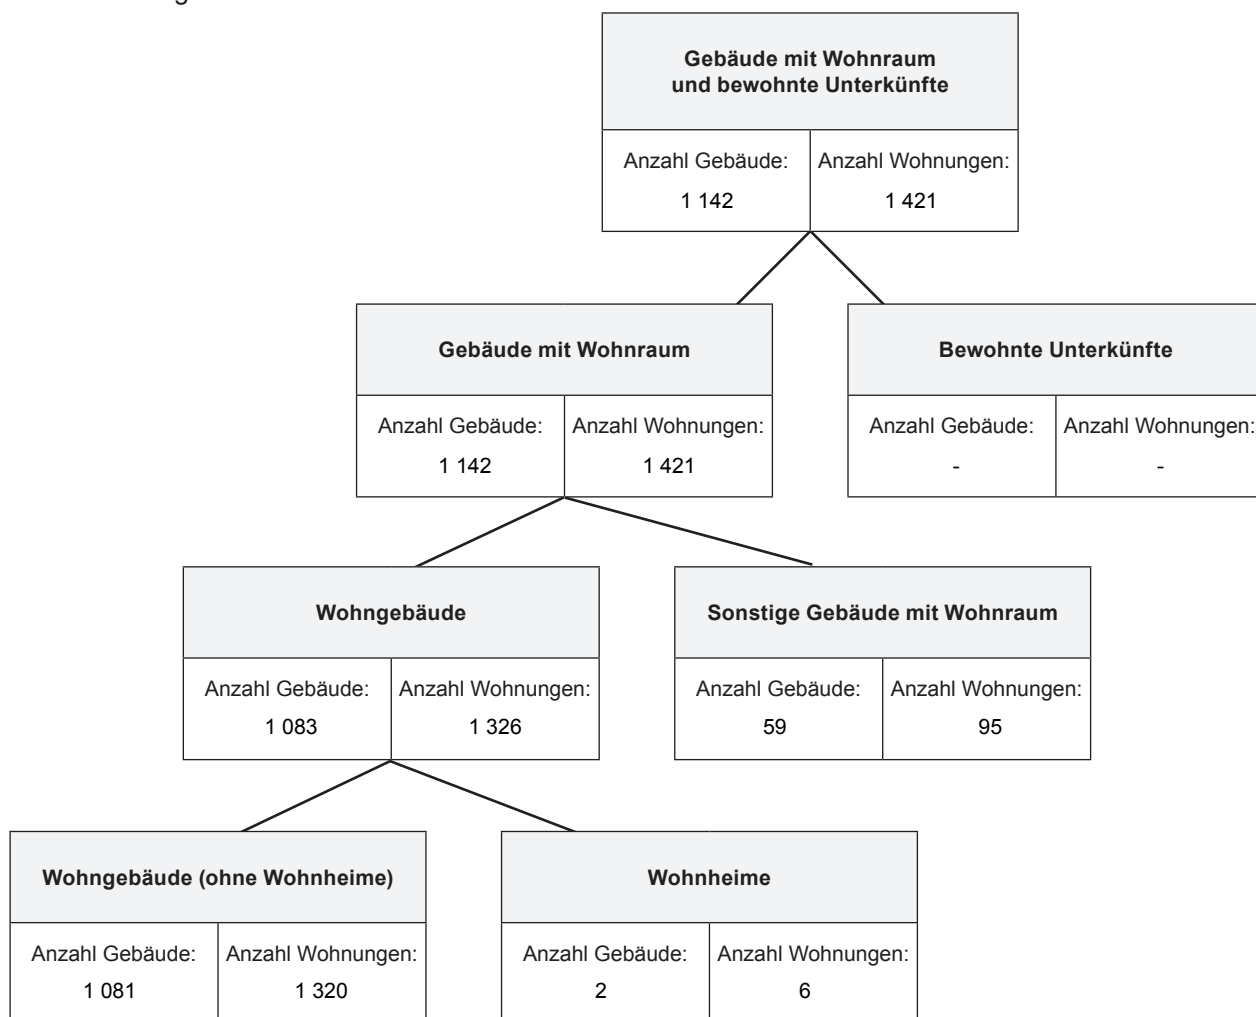 Gebäude mit Wohnraum
und bewohnte Unterkünfte
Anzahl Gebäude: Anzahl Wohnungen:
1 142 1 421
Gebäude mit Wohnraum Bewohnte Unterkünfte
Anzahl Gebäude: Anzahl Wohnungen: Anzahl Gebäude: Anzahl Wohnungen:
1 142 1 421 - -
Wohngebäude Sonstige Gebäude mit Wohnraum
Anzahl Gebäude: Anzahl Wohnungen: Anzahl Gebäude: Anzahl Wohnungen:
1 083 1 326 59 95
Wohngebäude (ohne Wohnheime) Wohnheime
Anzahl Gebäude: Anzahl Wohnungen: Anzahl Gebäude: Anzahl Wohnungen:
1 081 1 320 2 6